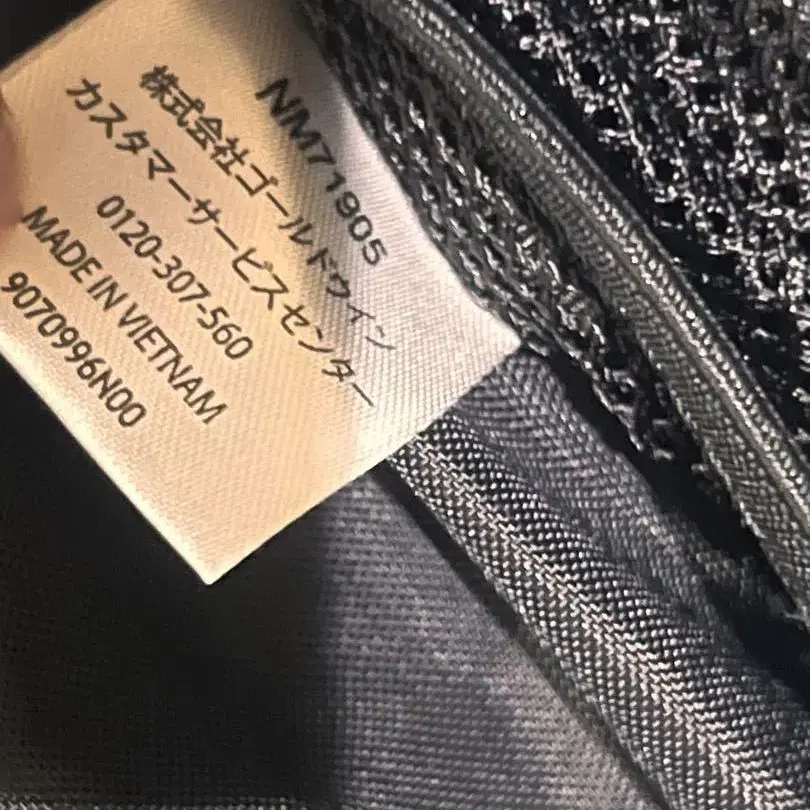 NM71905
株式会社ゴールドウイン
カスタマーサービスセンター
0120-307-560
MADE IN VIETNAM
9070996N00